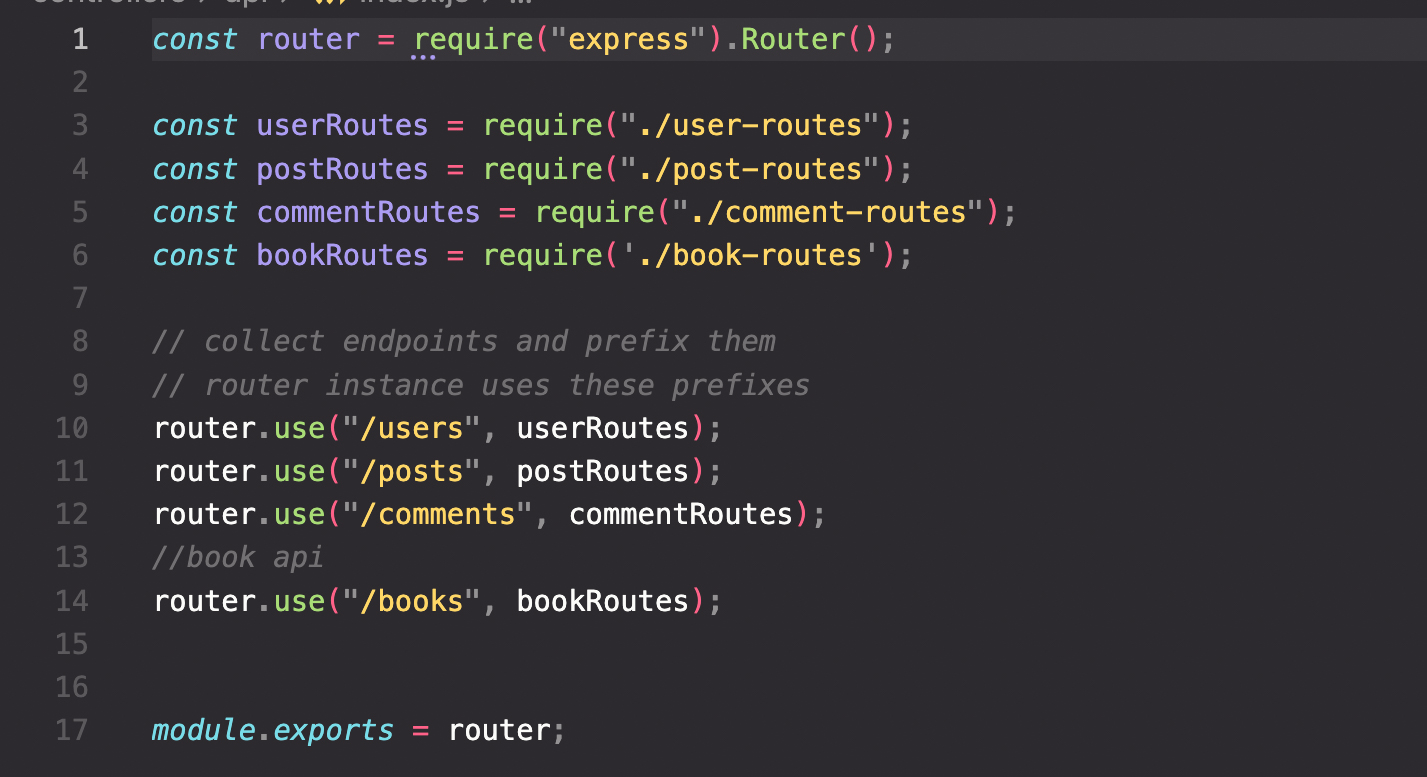 controllers > api > index.js > ...
1 const router = require("express").Router();
2
3 const userRoutes = require("./user-routes");
4 const postRoutes = require("./post-routes");
5 const commentRoutes = require("./comment-routes");
6 const bookRoutes = require('./book-routes');
7
8 // collect endpoints and prefix them
9 // router instance uses these prefixes
10 router.use("/users", userRoutes);
11 router.use("/posts", postRoutes);
12 router.use("/comments", commentRoutes);
13 //book api
14 router.use("/books", bookRoutes);
15
16
17 module.exports = router;